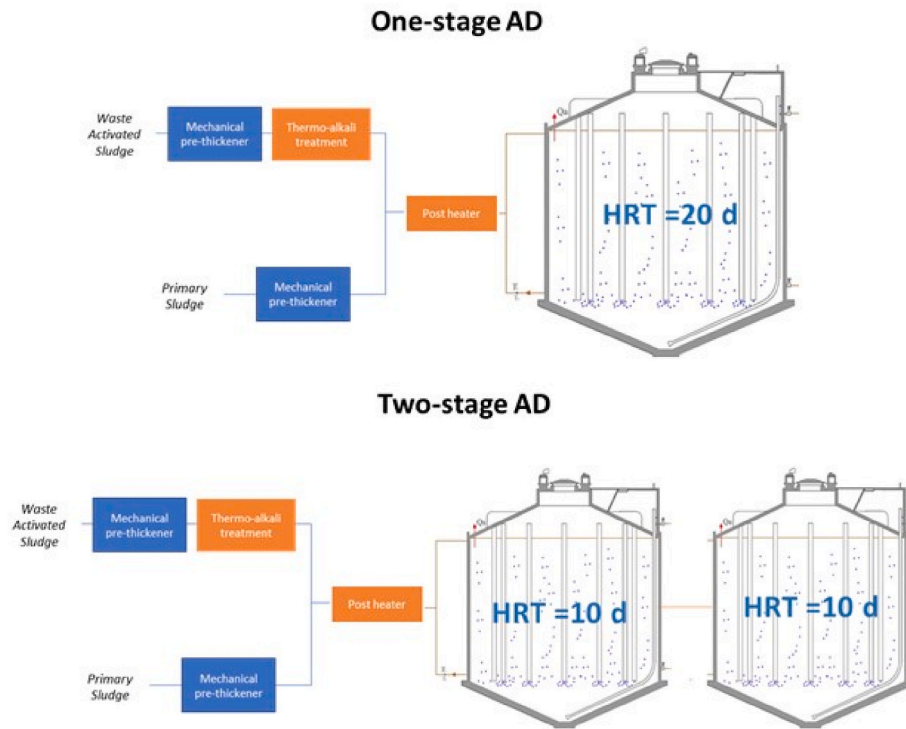 One-stage AD
Waste
Activated
Sludge
Mechanical
pre-thickener
Thermo-alkali
treatment
Post heater
HRT =20 d
Primary
Sludge
Mechanical
pre-thickener
Two-stage AD
Waste
Activated
Sludge
Mechanical
pre-thickener
Thermo-alkali
treatment
Post heater
HRT =10 d
HRT =10 d
Primary
Sludge
Mechanical
pre-thickener